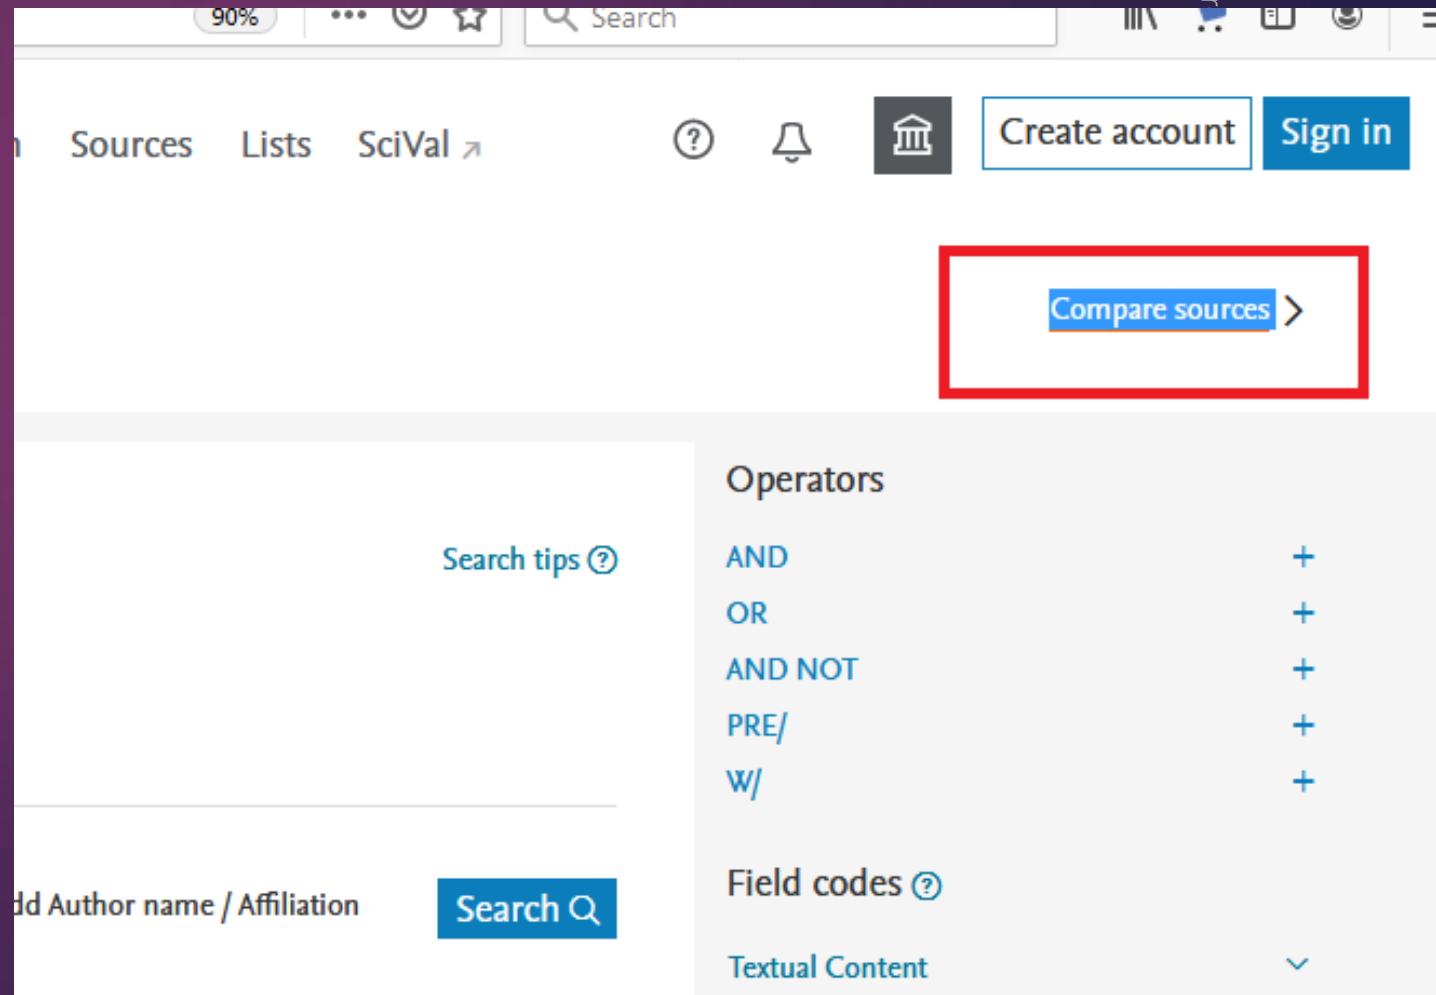 90% Search
Sources Lists SciVal
Create account Sign in
Compare sources
Operators
Search tips
AND
OR
AND NOT
PRE/
W/
Field codes
dd Author name / Affiliation
Search
Textual Content